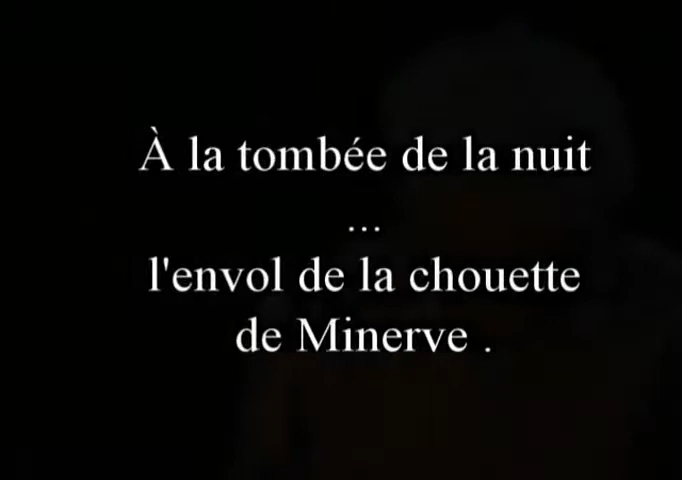 À la tombée de la nuit
...
l'envol de la chouette
de Minerve .